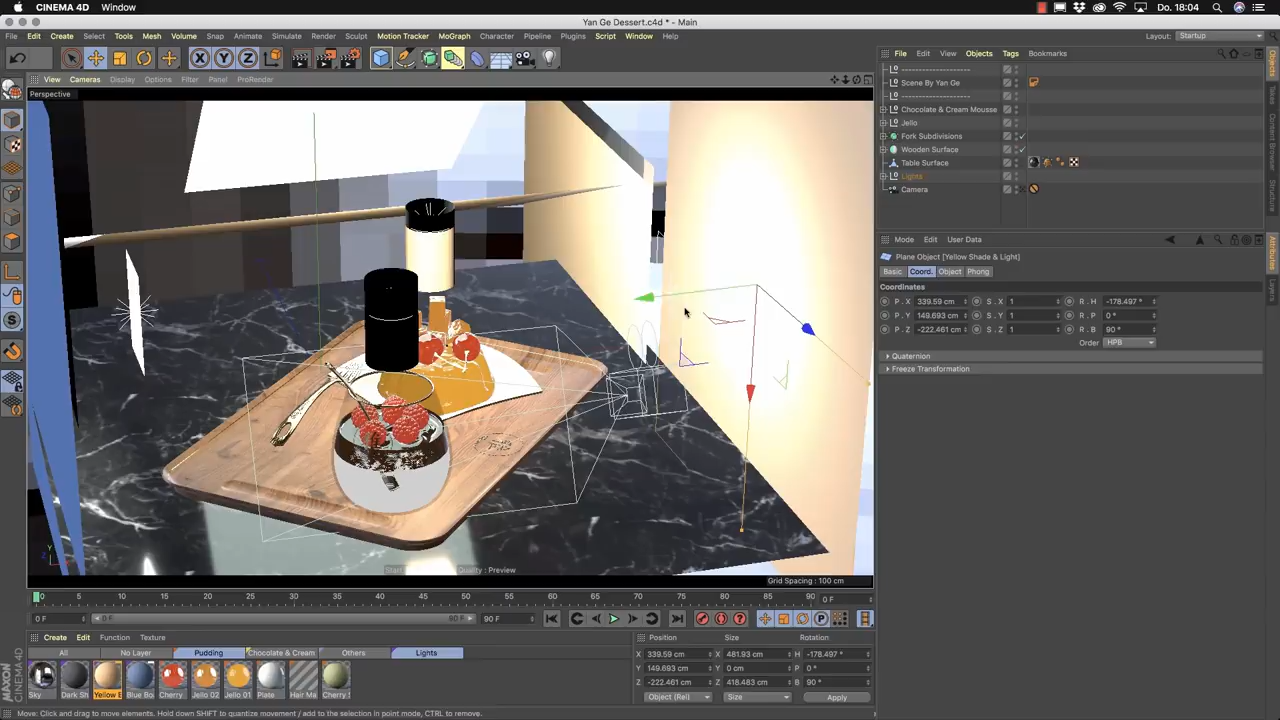 CINEMA 4D Window Do. 18:04
Yan Ge Dessert.c4d * - Main
File Edit Create Select Tools Mesh Volume Snap Animate Simulate Render Sculpt Motion Tracker MoGraph Character Pipeline Plugins Script Window Help
Layout: Startup
X Y Z
View Cameras Display Options Filter Panel ProRender
Perspective
Grid Spacing : 100 cm
Quality : Preview
File Edit View Objects Tags Bookmarks
--------------------
Scene By Yan Ge
--------------------
Chocolate & Cream Mousse
Jello
Fork Subdivisions
Wooden Surface
Table Surface
Lights
Camera
Objects
Takes
Content Browser
Structure
Attributes
Layers
Mode Edit User Data
Plane Object [Yellow Shade & Light]
Basic Coord. Object Phong
Coordinates
P . X 339.59 cm S . X 1 R . H -178.497 °
P . Y 149.693 cm S . Y 1 R . P 0 °
P . Z -222.461 cm S . Z 1 R . B 90 °
Order HPB
Quaternion
Freeze Transformation
0 5 10 15 20 25 30 35 40 45 50 55 60 65 70 75 80 85 90 0 F
0 F 0 F 90 F
Create Edit Function Texture
All No Layer Pudding Chocolate & Cream Others Lights
Sky Dark Sh Yellow E Blue Bo Cherry Jello 02 Jello 01 Plate Hair Ma Cherry
Position Size Rotation
X 339.59 cm X 481.93 cm H -178.497 °
Y 149.693 cm Y 0 cm P 0 °
Z -222.461 cm Z 418.483 cm B 90 °
Object (Rel) Size Apply
MAXON CINEMA 4D
Move: Click and drag to move elements. Hold down SHIFT to quantize movement / add to the selection in point mode, CTRL to remove.